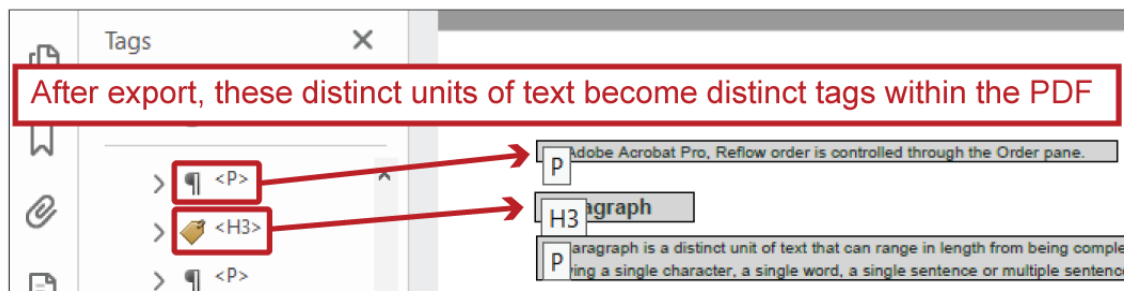 Tags
After export, these distinct units of text become distinct tags within the PDF
<P>
<H3>
<P>
Adobe Acrobat Pro, Reflow order is controlled through the Order pane.
P
agraph
H3
aragraph is a distinct unit of text that can range in length from being comple
P
ing a single character, a single word, a single sentence or multiple sentenc